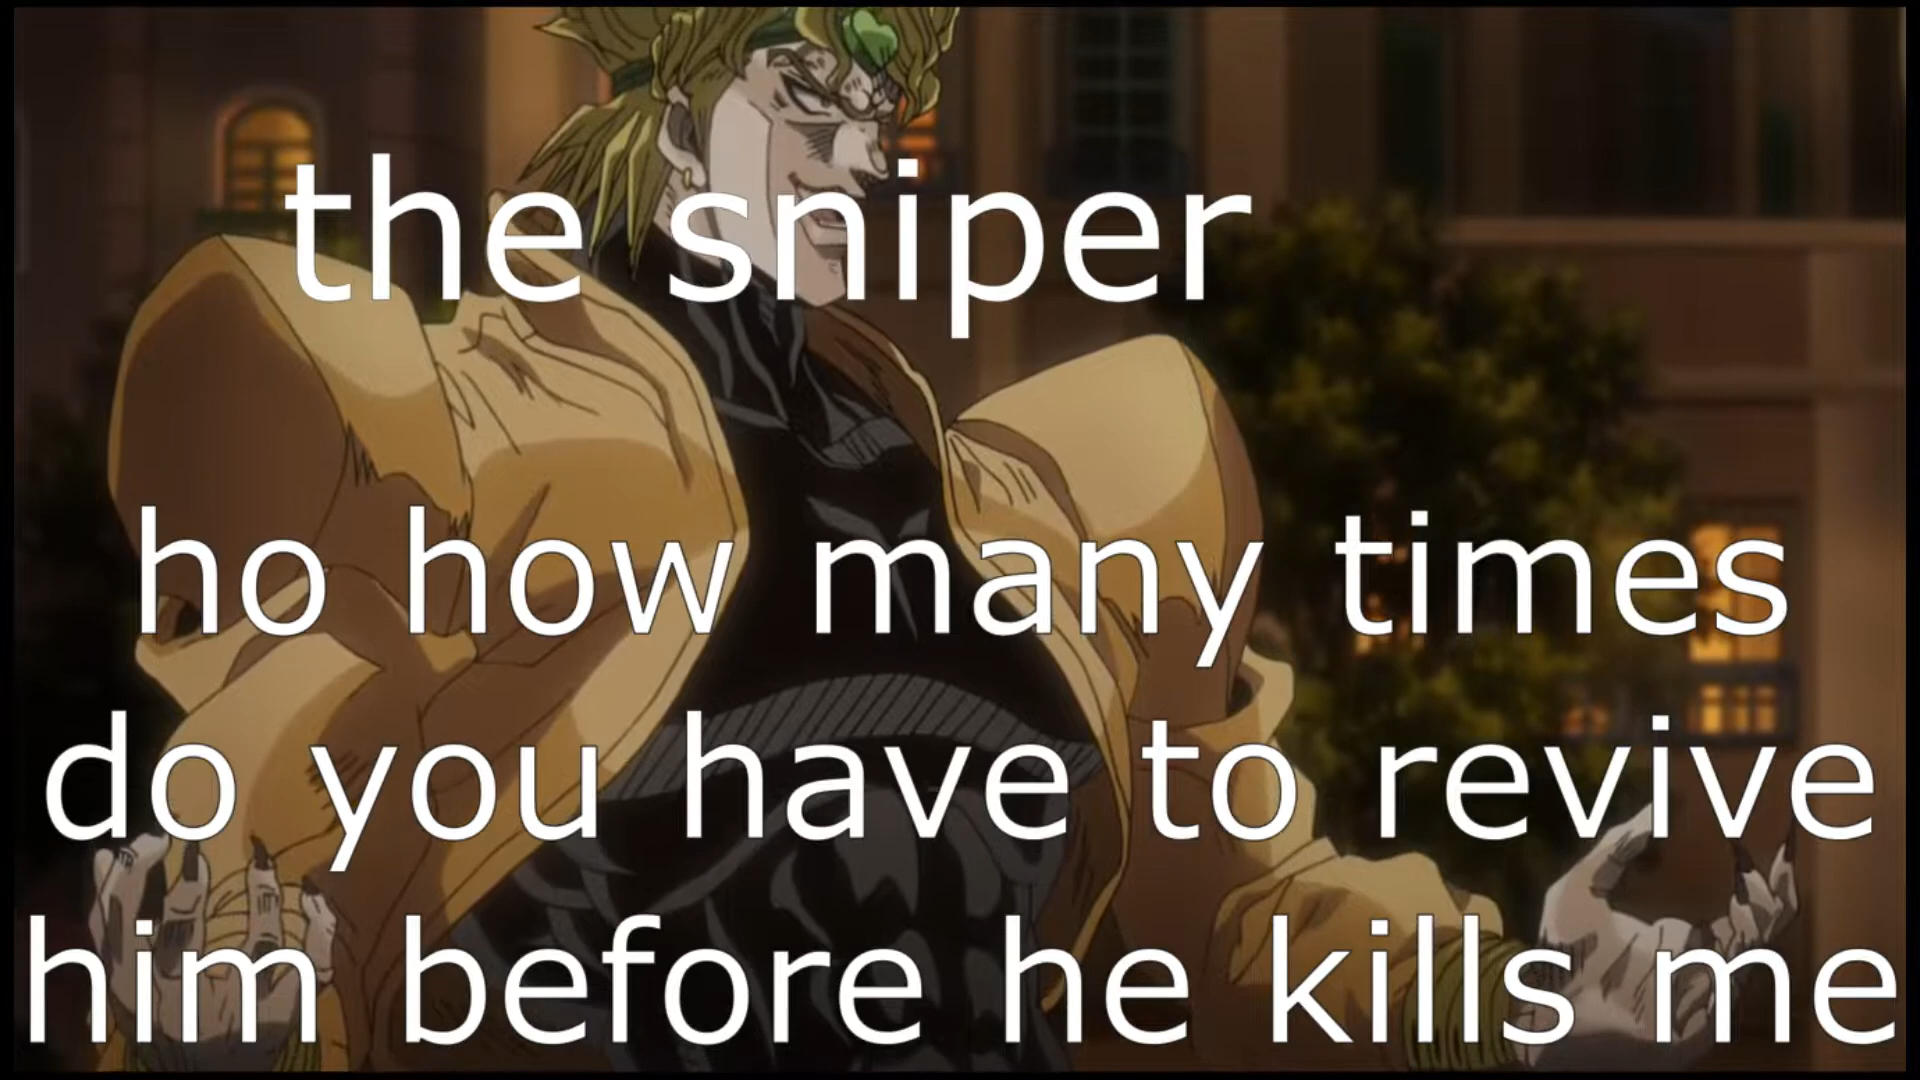 the sniper
ho how many times
do you have to revive
him before he kills me